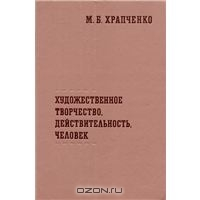 М. Б. ХРАПЧЕНКО
ХУДОЖЕСТВЕННОЕ
ТВОРЧЕСТВО,
ДЕЙСТВИТЕЛЬНОСТЬ,
ЧЕЛОВЕК
OZON.RU